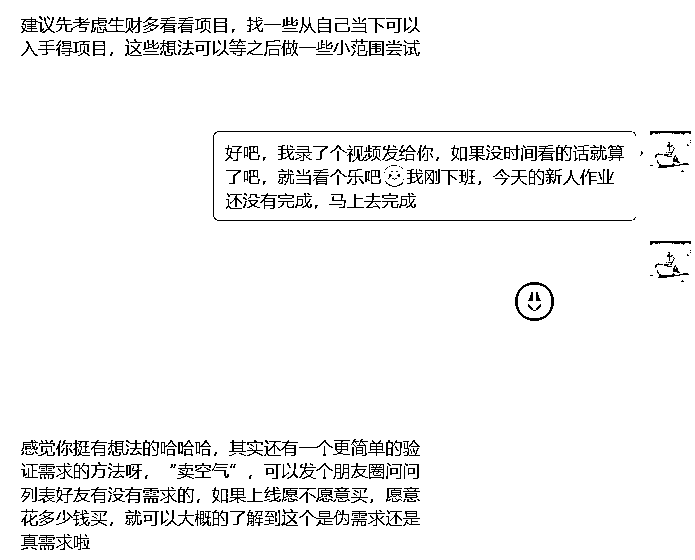 建议先考虑生财多看看项目，找一些从自己当下可以
入手得项目，这些想法可以等之后做一些小范围尝试
好吧，我录了个视频发给你，如果没时间看的话就算
了吧，就当看个乐吧我刚下班，今天的新人作业
还没有完成，马上去完成
感觉你挺有想法的哈哈哈，其实还有一个更简单的验
证需求的方法呀，“卖空气”，可以发个朋友圈问问
列表好友有没有需求的，如果上线愿不愿意买，愿意
花多少钱买，就可以大概的了解到这个是伪需求还是
真需求啦